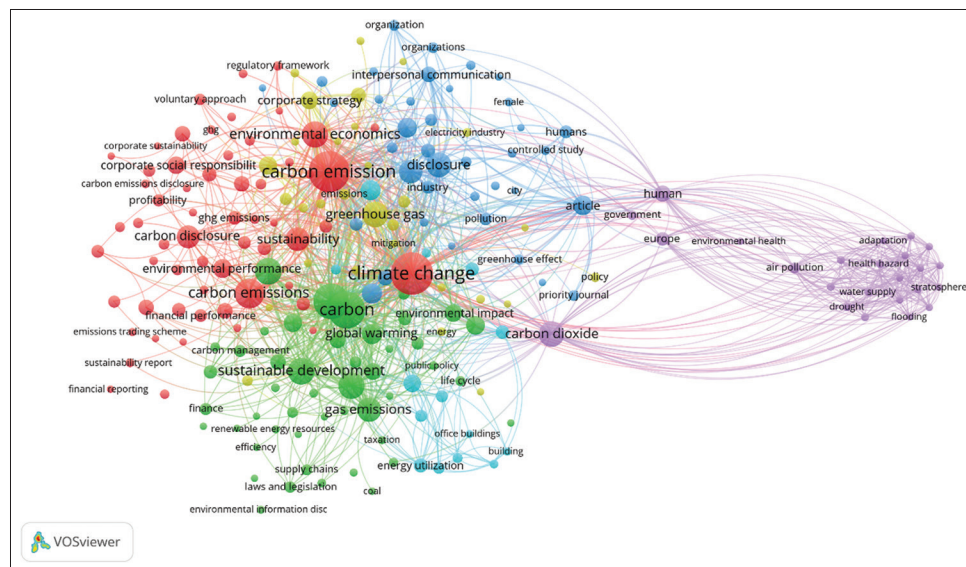 organization
organizations
regulatory framework
interpersonal communication
voluntary approach
corporate strategy
female
ghg
environmental economics
electricity industry
humans
corporate sustainability
controlled study
corporate social responsibilit
carbon emission
disclosure
carbon emissions disclosure
emissions
industry
city
human
profitability
article
ghg emissions
greenhouse gas
pollution
government
carbon disclosure
sustainability
mitigation
europe
environmental health
adaptation
greenhouse effect
environmental performance
climate change
air pollution
health hazard
policy
stratosphere
carbon emissions
priority journal
water supply
drought
financial performance
carbon
environmental impact
flooding
emissions trading scheme
global warming
energy
carbon dioxide
carbon management
sustainability report
sustainable development
public policy
life cycle
financial reporting
finance
gas emissions
renewable energy resources
taxation
office buildings
efficiency
building
supply chains
energy utilization
laws and legislation
coal
environmental information disc
VOSviewer